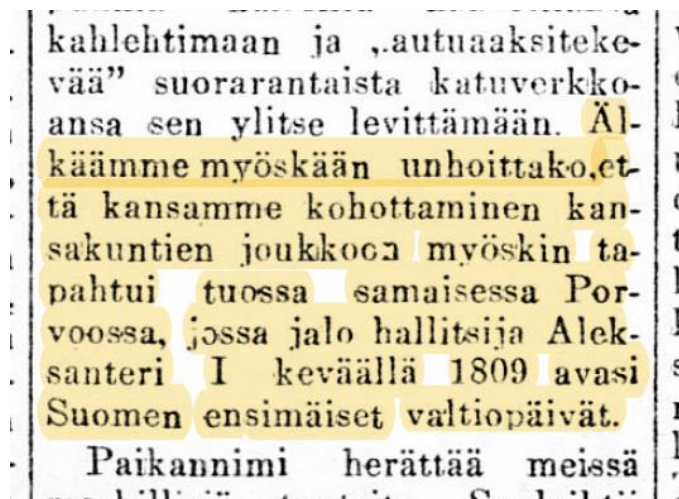 kahlehtimaan ja „autuaaksiteke-
vää” suorarantaista katuverkko-
ansa sen ylitse levittämään. Äl-
käämme myöskään unhoittako,et-
tä kansamme kohottaminen kan-
sakuntien joukkoon myöskin ta-
pahtui tuossa samaisessa Por-
voossa, jossa jalo hallitsija Alek-
santeri I keväällä 1809 avasi
Suomen ensimäiset valtiopäivät.
Paikannimi herättää meissä